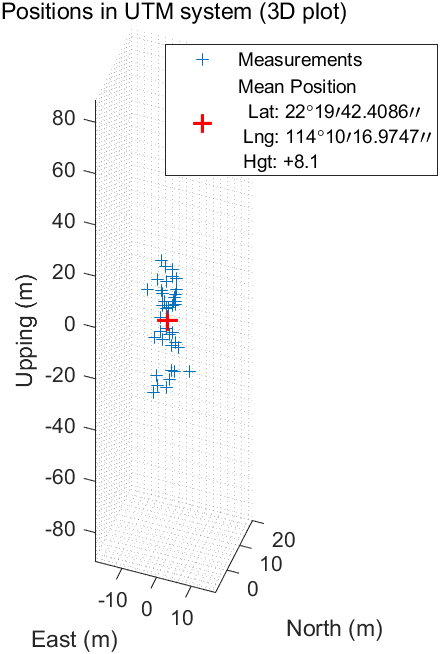 Positions in UTM system (3D plot)
Measurements
Mean Position
Lat: 22°19′42.4086′′
Lng: 114°10′16.9747′′
Hgt: +8.1
80
60
40
20
0
-20
-40
-60
-80
Upping (m)
-10
0
10
East (m)
20
10
0
North (m)